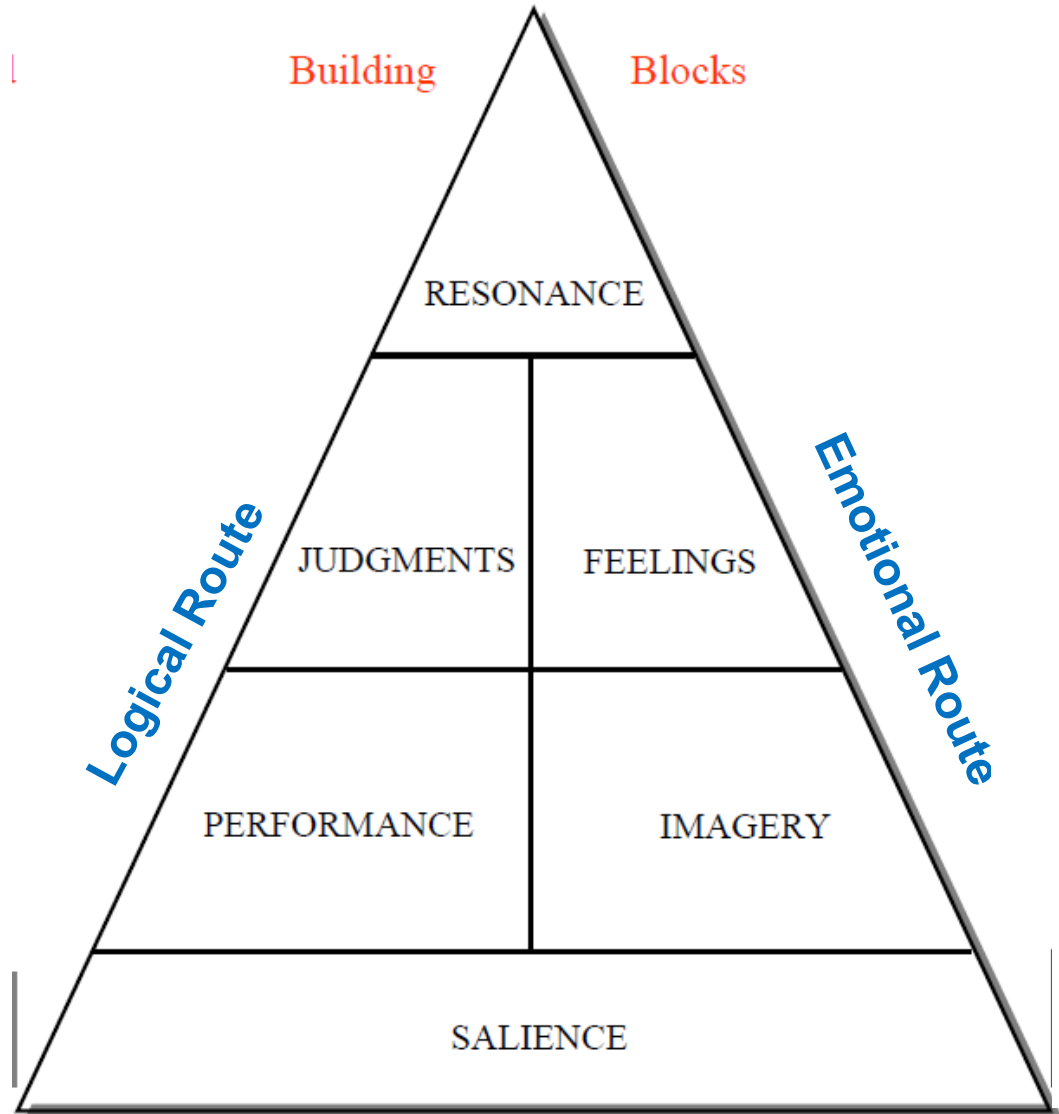 Building Blocks
RESONANCE
Logical Route
JUDGMENTS
FEELINGS
Emotional Route
PERFORMANCE
IMAGERY
SALIENCE